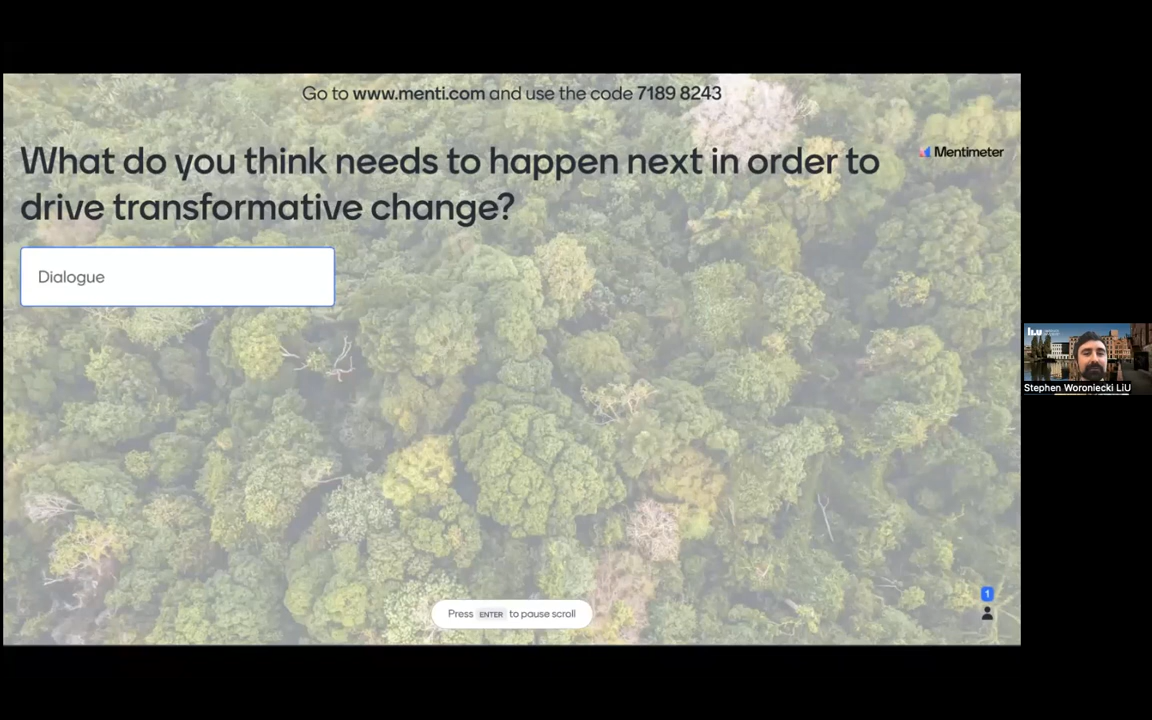 Go to www.menti.com and use the code 7189 8243
Mentimeter
What do you think needs to happen next in order to
drive transformative change?
Dialogue
Press ENTER to pause scroll
1
LiU
Stephen Woroniecki LiU